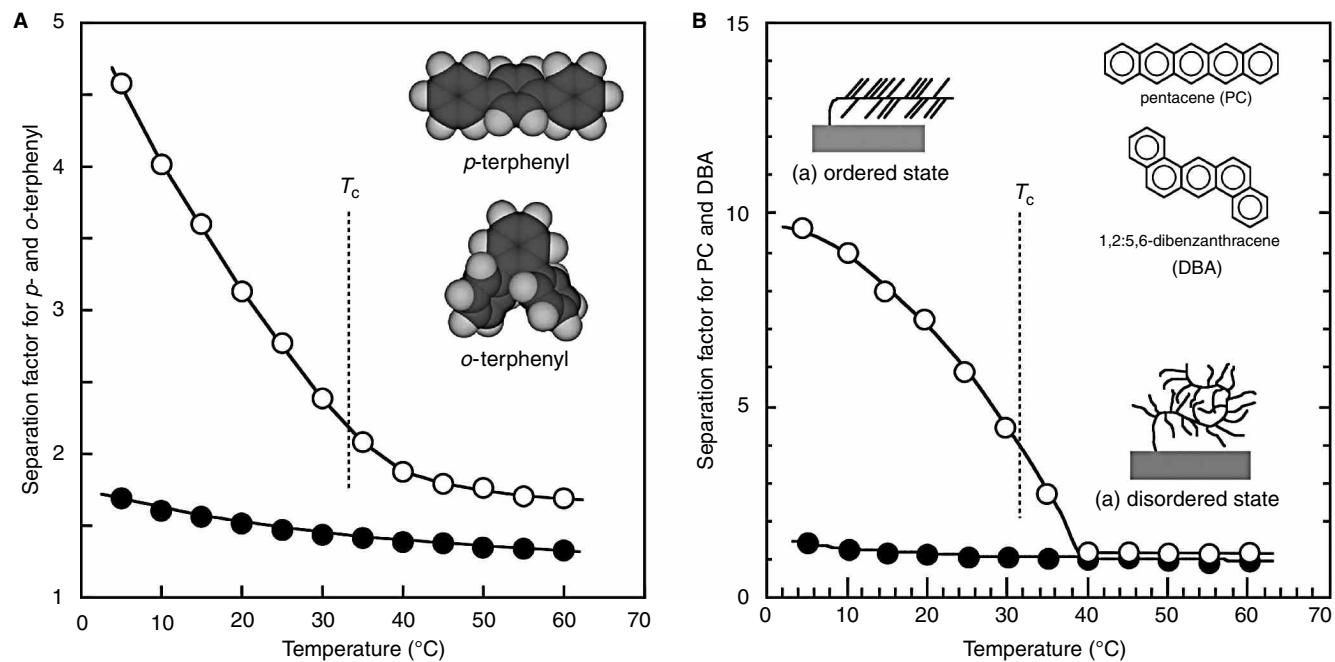 A
Separation factor for p- and o-terphenyl
5
4
3
2
1
p-terphenyl
Tc
o-terphenyl
0 10 20 30 40 50 60 70
Temperature (°C)
B
Separation factor for PC and DBA
15
10
5
0
pentacene (PC)
(a) ordered state
Tc
1,2:5,6-dibenzanthracene
(DBA)
(a) disordered state
0 10 20 30 40 50 60 70
Temperature (°C)